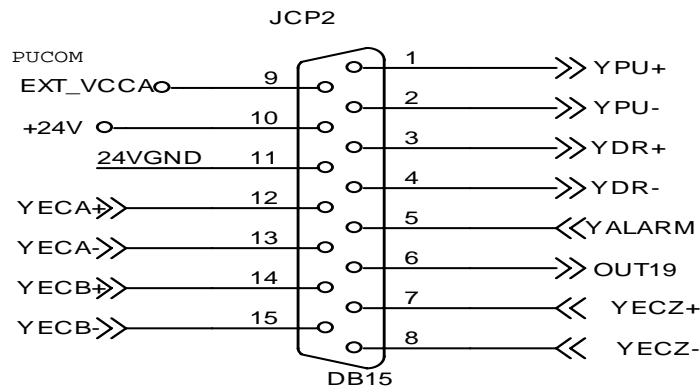 JCP2
PUCOM
EXT_VCCA
9
+24V
10
24VGND
11
YECA+
12
YECA-
13
YECB+
14
YECB-
15
1
YPU+
2
YPU-
3
YDR+
4
YDR-
5
YALARM
6
OUT19
7
YECZ+
8
YECZ-
DB15